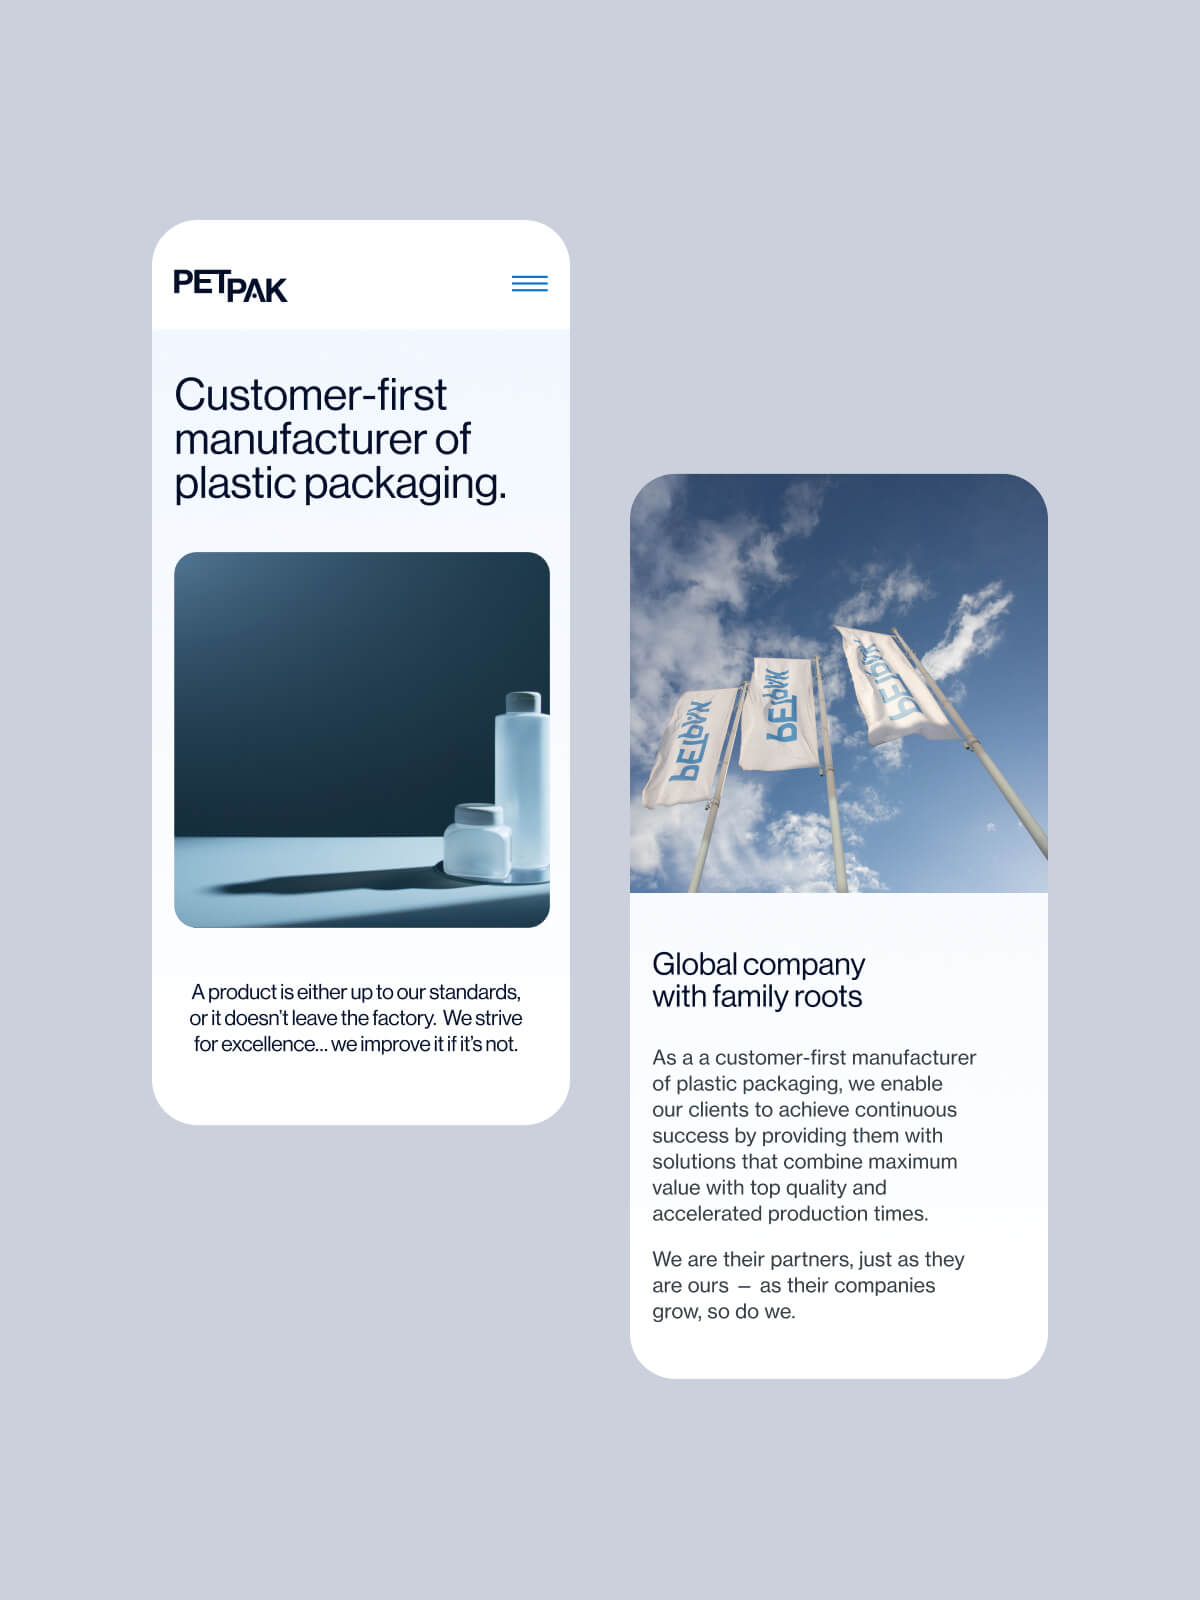 PETPAK
Customer-first
manufacturer of
plastic packaging.
A product is either up to our standards,
or it doesn't leave the factory. We strive
for excellence... we improve it if it's not.
PETPAK
PETPAK
PETPAK
Global company
with family roots
As a a customer-first manufacturer
of plastic packaging, we enable
our clients to achieve continuous
success by providing them with
solutions that combine maximum
value with top quality and
accelerated production times.
We are their partners, just as they
are ours — as their companies
grow, so do we.